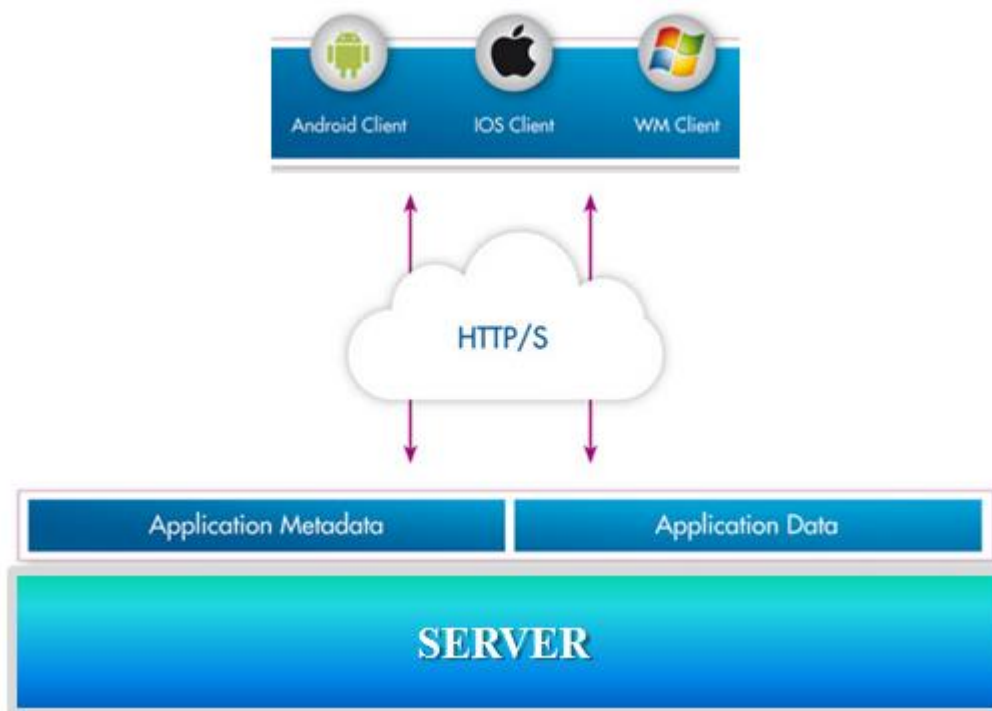 Android Client IOS Client WM Client
HTTP/S
Application Metadata Application Data
SERVER